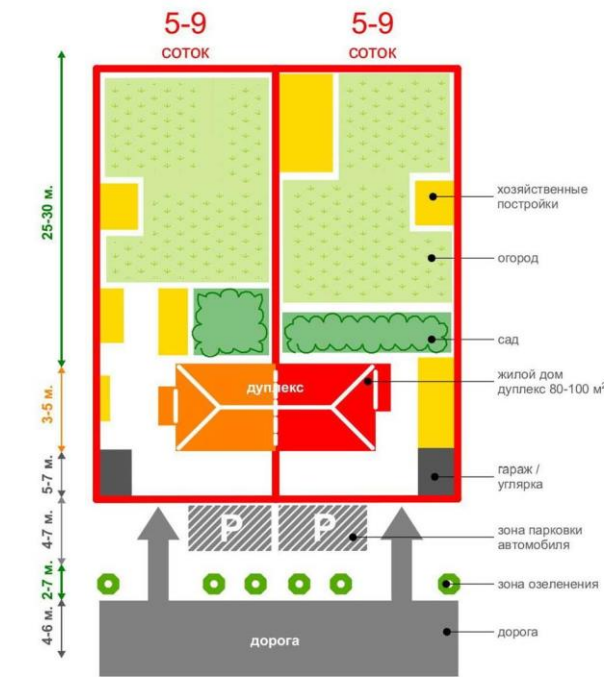 5-9
соток
5-9
соток
25-30 м.
3-5 м.
5-7 м.
4-7 м.
2-7 м.
4-6 м.
хозяйственные
постройки
огород
сад
жилой дом
дуплекс 80-100 м²
дуплекс
гараж /
углярка
зона парковки
автомобиля
P
P
зона озеленения
дорога
дорога